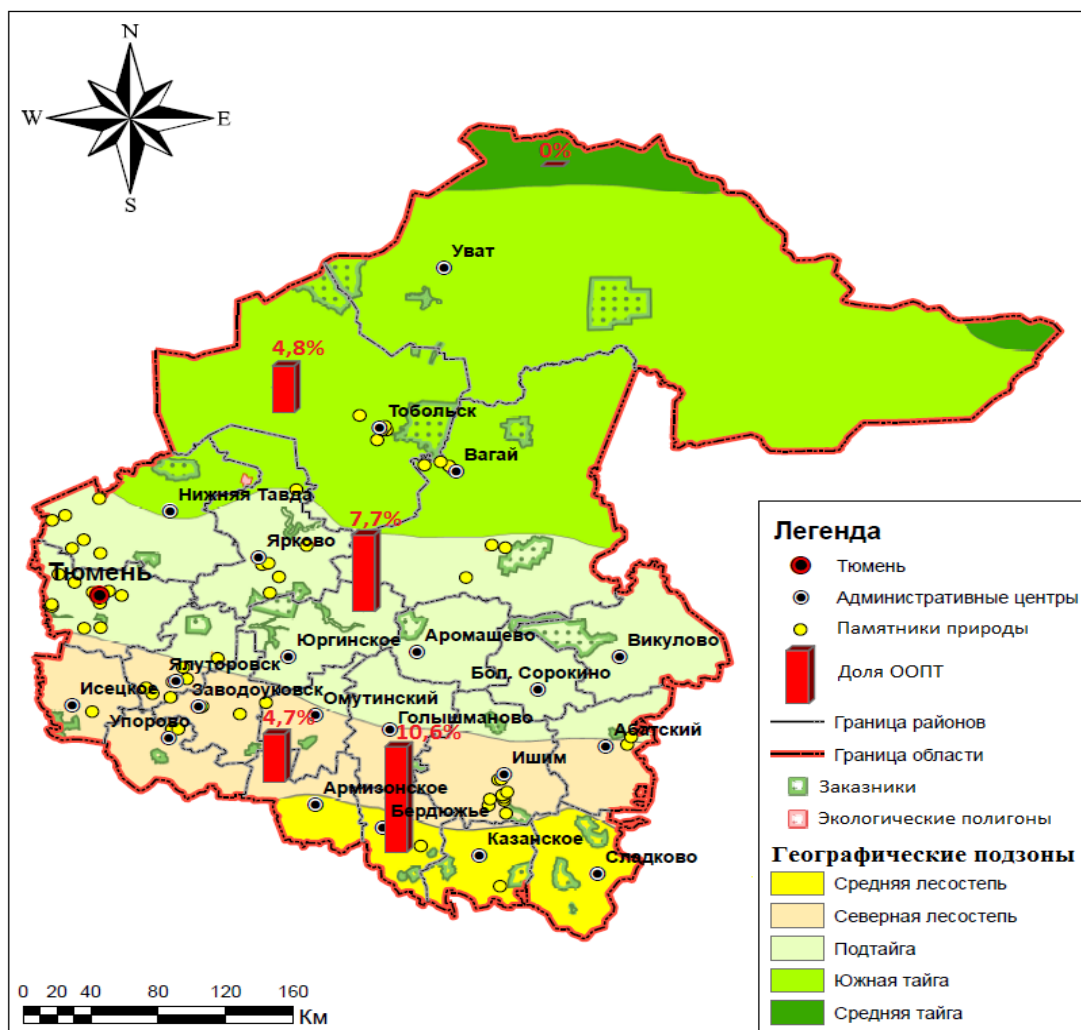 N
W
E
S
0%
Уват
4,8%
Тобольск
Вагай
Нижняя Тавда
7,7%
Ярково
Тюмень
Юргинское
Аромашево
Викулово
Ялуторовск
Бол. Сорокино
Исецкое
Заводоуковск
Омутинский
Упорово
4,7%
Голышманово
10,6%
Абатский
Ишим
Армизонское
Бердюжье
Казанское
Сладково
0 20 40 80 120 160
Км
Легенда
Тюмень
Административные центры
Памятники природы
Доля ООПТ
Граница районов
Граница области
Заказники
Экологические полигоны
Географические подзоны
Средняя лесостепь
Северная лесостепь
Подтайга
Южная тайга
Средняя тайга